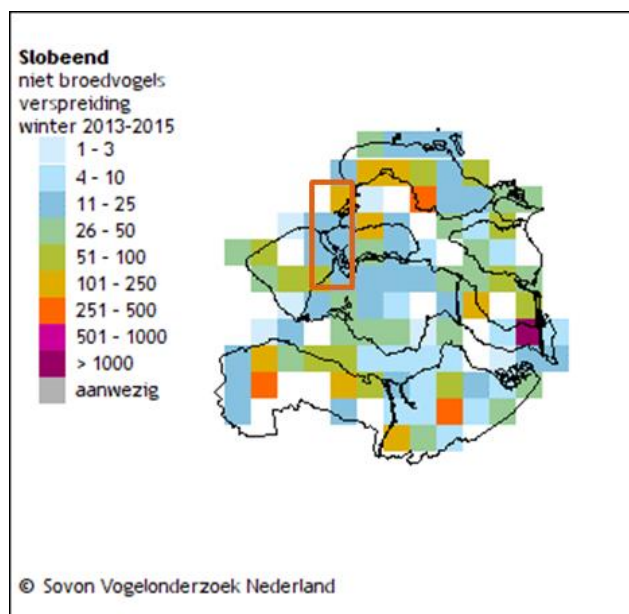 Slobeend
niet broedvogels
verspreiding
winter 2013-2015
1 - 3
4 - 10
11 - 25
26 - 50
51 - 100
101 - 250
251 - 500
501 - 1000
> 1000
aanwezig
© Sovon Vogelonderzoek Nederland